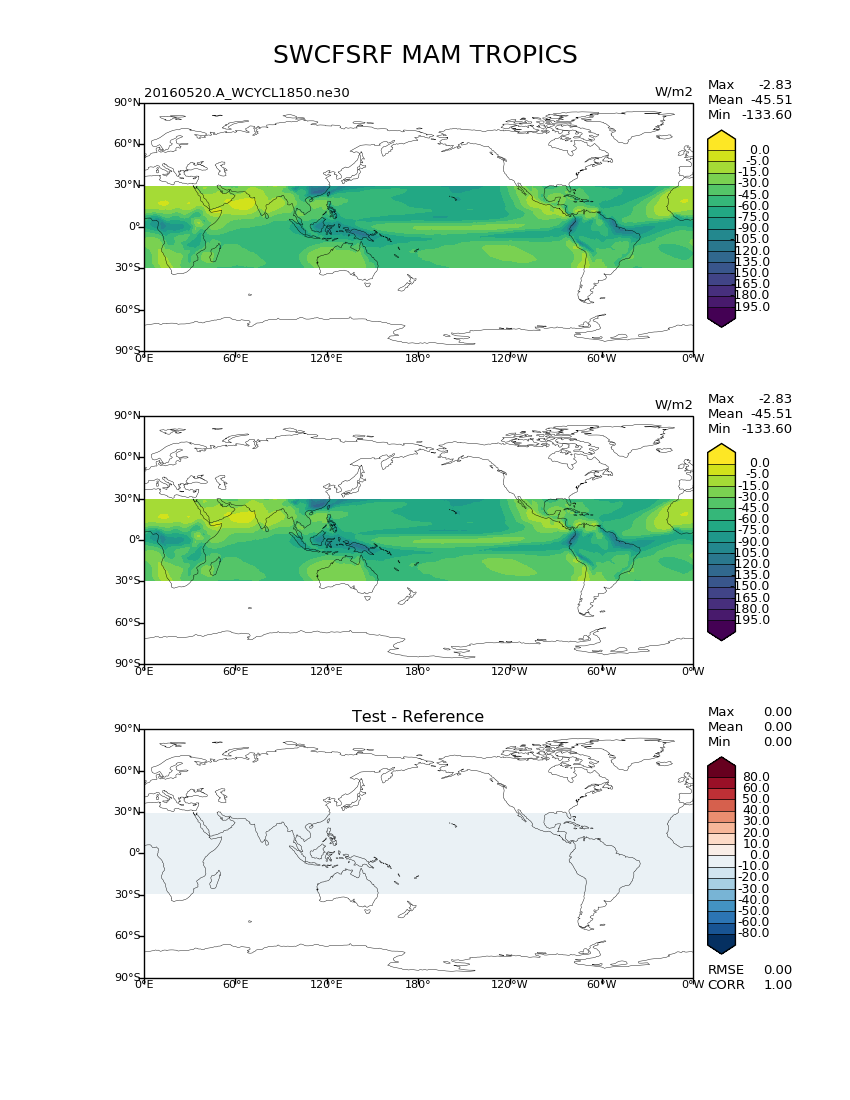 SWCFSRF MAM TROPICS
20160520.A_WCYCL1850.ne30
W/m2
Max -2.83
Mean -45.51
Min -133.60
90°N
60°N
30°N
0°
30°S
60°S
90°S
0°E 60°E 120°E 180° 120°W 60°W 0°W
0.0
-5.0
-15.0
-30.0
-45.0
-60.0
-75.0
-90.0
-105.0
-120.0
-135.0
-150.0
-165.0
-180.0
-195.0
W/m2
Max -2.83
Mean -45.51
Min -133.60
90°N
60°N
30°N
0°
30°S
60°S
90°S
0°E 60°E 120°E 180° 120°W 60°W 0°W
0.0
-5.0
-15.0
-30.0
-45.0
-60.0
-75.0
-90.0
-105.0
-120.0
-135.0
-150.0
-165.0
-180.0
-195.0
Test - Reference
Max 0.00
Mean 0.00
Min 0.00
90°N
60°N
30°N
0°
30°S
60°S
90°S
0°E 60°E 120°E 180° 120°W 60°W 0°W
80.0
60.0
50.0
40.0
30.0
20.0
10.0
0.0
-10.0
-20.0
-30.0
-40.0
-50.0
-60.0
-80.0
RMSE 0.00
CORR 1.00